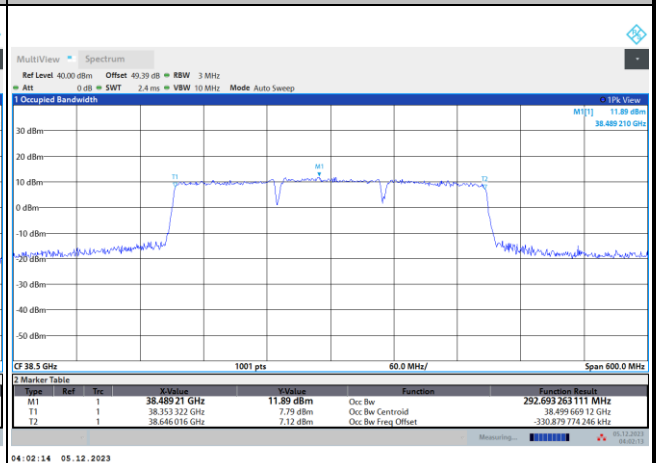 MultiView Spectrum
Ref Level 40.00 dBm Offset 49.39 dB RBW 3 MHz
Att 0 dB SWT 2.4 ms VBW 10 MHz Mode Auto Sweep
1 Occupied Bandwidth 1Pk View
M1[1] 11.89 dBm
38.489 210 GHz
30 dBm
20 dBm
M1
T1 T2
10 dBm
0 dBm
-10 dBm
-20 dBm
-30 dBm
-40 dBm
-50 dBm
CF 38.5 GHz 1001 pts 60.0 MHz/ Span 600.0 MHz
2 Marker Table
Type Ref Trc X-Value Y-Value Function Function Result
M1 1 38.489 21 GHz 11.89 dBm Occ Bw 292.693 263 111 MHz
T1 1 38.353 322 GHz 7.79 dBm Occ Bw Centroid 38.499 669 12 GHz
T2 1 38.646 016 GHz 7.12 dBm Occ Bw Freq Offset -330.879 774 246 kHz
Measuring... 05.12.2023
04:02:13
04:02:14 05.12.2023